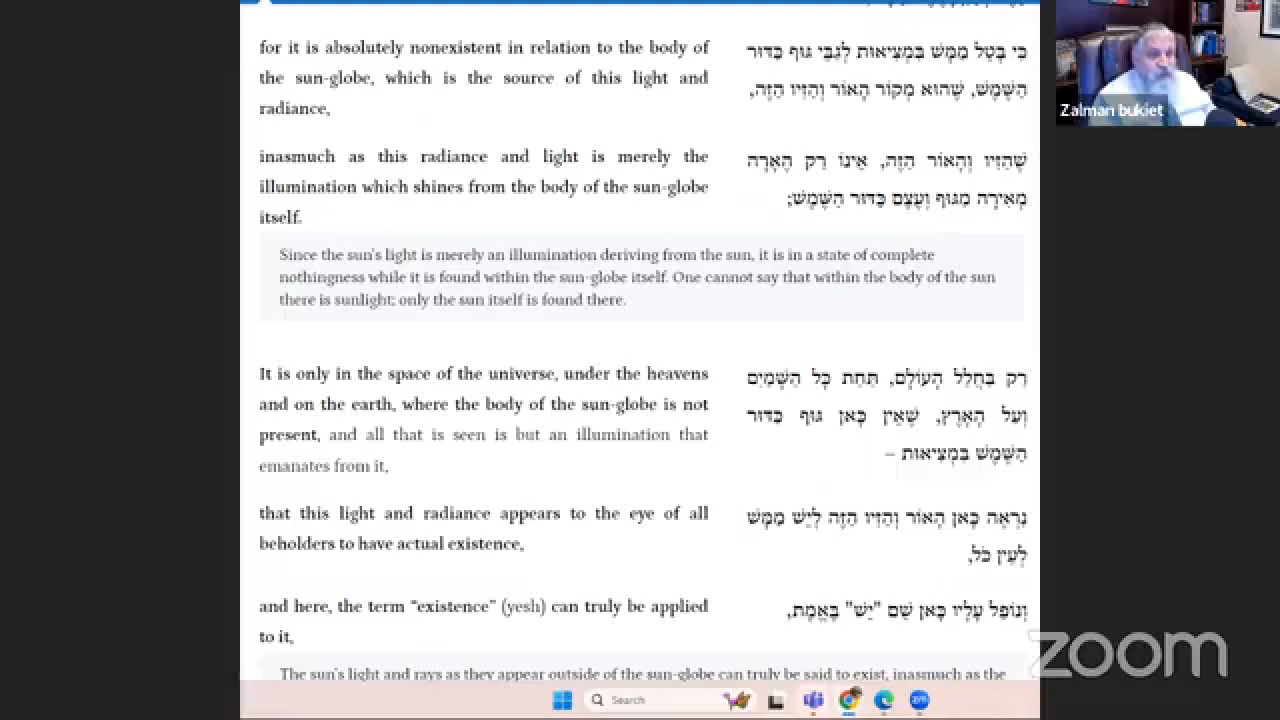 for it is absolutely nonexistent in relation to the body of
the sun-globe, which is the source of this light and
radiance,
כִּי בָּטֵל מַמָּשׁ בִּמְצִיאוּת לְגַבֵּי גּוּף כַּדּוּר
הַשֶּׁמֶשׁ, שֶׁהוּא מְקוֹר הָאוֹר וְהַזִּיו הַזֶּה,
inasmuch as this radiance and light is merely the
illumination which shines from the body of the sun-globe
itself.
שֶׁהַזִּיו וְהָאוֹר הַזֶּה, אֵינוֹ רַק הֶאָרָה
מְאִירָה מִגּוּף וְעֶצֶם כַּדּוּר הַשֶּׁמֶשׁ;
Since the sun's light is merely an illumination deriving from the sun, it is in a state of complete
nothingness while it is found within the sun-globe itself. One cannot say that within the body of the sun
there is sunlight; only the sun itself is found there.
It is only in the space of the universe, under the heavens
and on the earth, where the body of the sun-globe is not
present, and all that is seen is but an illumination that
emanates from it,
רַק בַּחֲלַל הָעוֹלָם, תַּחַת כָּל הַשָּׁמַיִם
וְעַל הָאָרֶץ, שֶׁאֵין כָּאן גּוּף כַּדּוּר
הַשֶּׁמֶשׁ בִּמְצִיאוּת –
that this light and radiance appears to the eye of all
beholders to have actual existence,
נִרְאֶה כָּאן הָאוֹר וְהַזִּיו הַזֶּה לְיֵשׁ מַמָּשׁ
לְעֵין כֹּל,
and here, the term “existence” (yesh) can truly be applied
to it,
וְנוֹפֵל עָלָיו כָּאן שֵׁם "יֵשׁ" בֶּאֱמֶת,
The sun's light and rays as they appear outside of the sun-globe can truly be said to exist, inasmuch as the
Zalman bukiet
zoom
Search